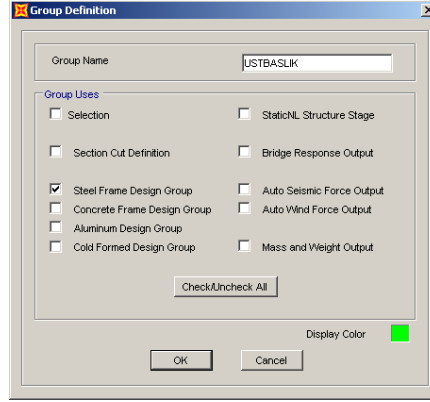 Group Definition
Group Name
USTBASLIK
Group Uses
Selection
StaticNL Structure Stage
Section Cut Definition
Bridge Response Output
Steel Frame Design Group
Auto Seismic Force Output
Concrete Frame Design Group
Auto Wind Force Output
Aluminum Design Group
Cold Formed Design Group
Mass and Weight Output
Check/Uncheck All
Display Color
OK
Cancel